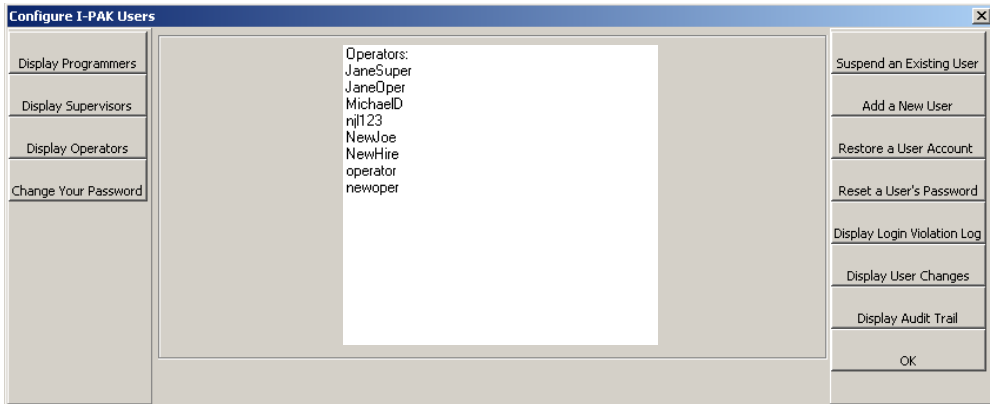 Configure I-PAK Users
Display Programmers
Display Supervisors
Display Operators
Change Your Password
Operators:
JaneSuper
JaneOper
MichaelD
njl123
NewJoe
NewHire
operator
newoper
Suspend an Existing User
Add a New User
Restore a User Account
Reset a User's Password
Display Login Violation Log
Display User Changes
Display Audit Trail
OK